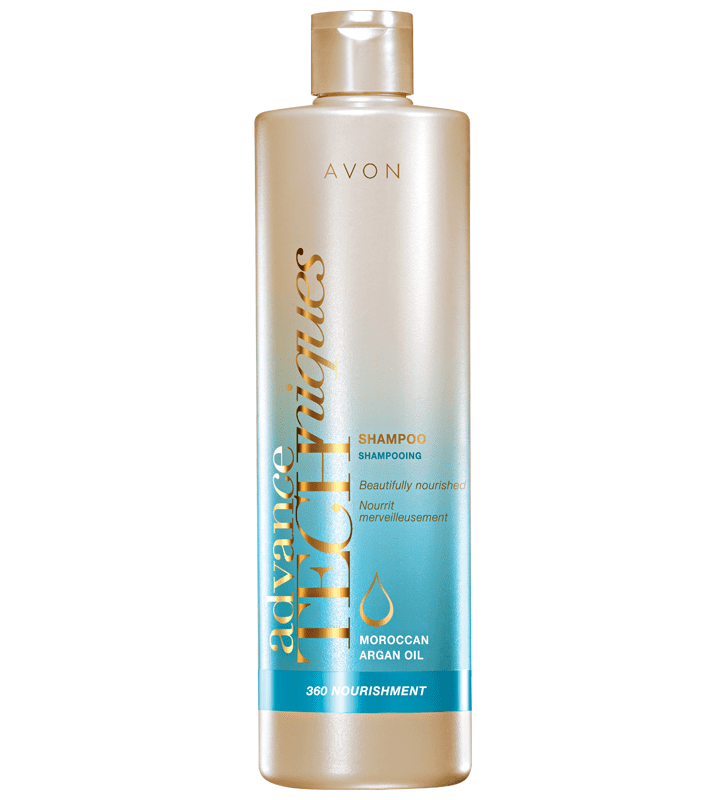 AVON
advance
TECHniques
SHAMPOO
SHAMPOOING
Beautifully nourished
Nourrit
merveilleusement
MOROCCAN
ARGAN OIL
360 NOURISHMENT